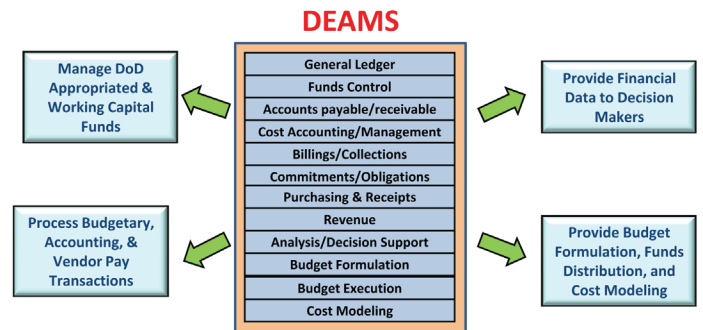 DEAMS
Manage DoD
Appropriated &
Working Capital
Funds
Process Budgetary,
Accounting, &
Vendor Pay
Transactions
General Ledger
Funds Control
Accounts payable/receivable
Cost Accounting/Management
Billings/Collections
Commitments/Obligations
Purchasing & Receipts
Revenue
Analysis/Decision Support
Budget Formulation
Budget Execution
Cost Modeling
Provide Financial
Data to Decision
Makers
Provide Budget
Formulation, Funds
Distribution, and
Cost Modeling